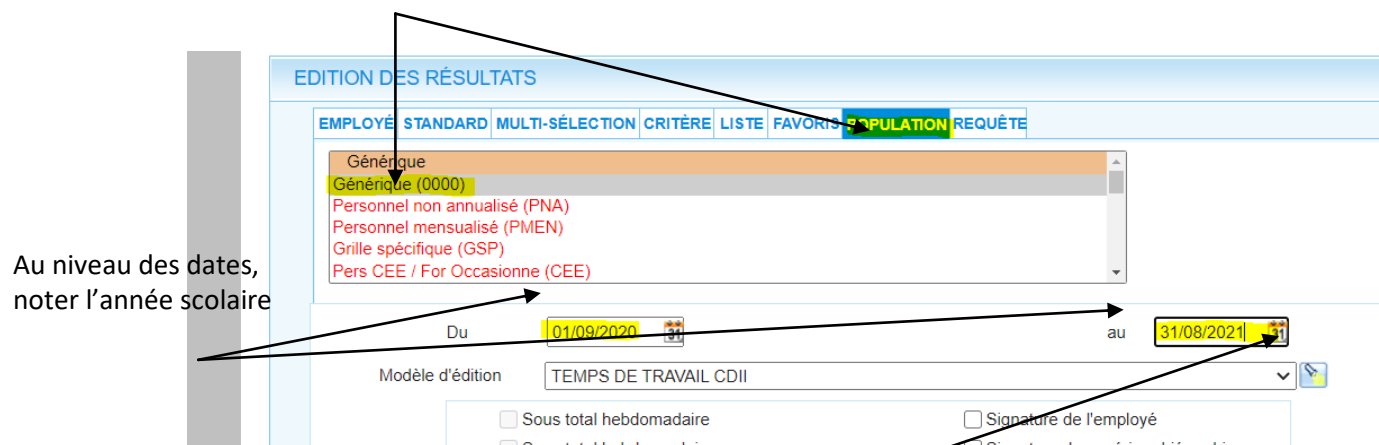 EDITION DES RÉSULTATS
EMPLOYÉ STANDARD MULTI-SÉLECTION CRITÈRE LISTE FAVORIS POPULATION REQUÊTE
Générique
Générique (0000)
Personnel non annualisé (PNA)
Personnel mensualisé (PMEN)
Grille spécifique (GSP)
Pers CEE / For Occasionne (CEE)
Au niveau des dates,
noter l’année scolaire
Du 01/09/2020 31 au 31/08/2021 31
Modèle d'édition TEMPS DE TRAVAIL CDII
Sous total hebdomadaire Signature de l'employé